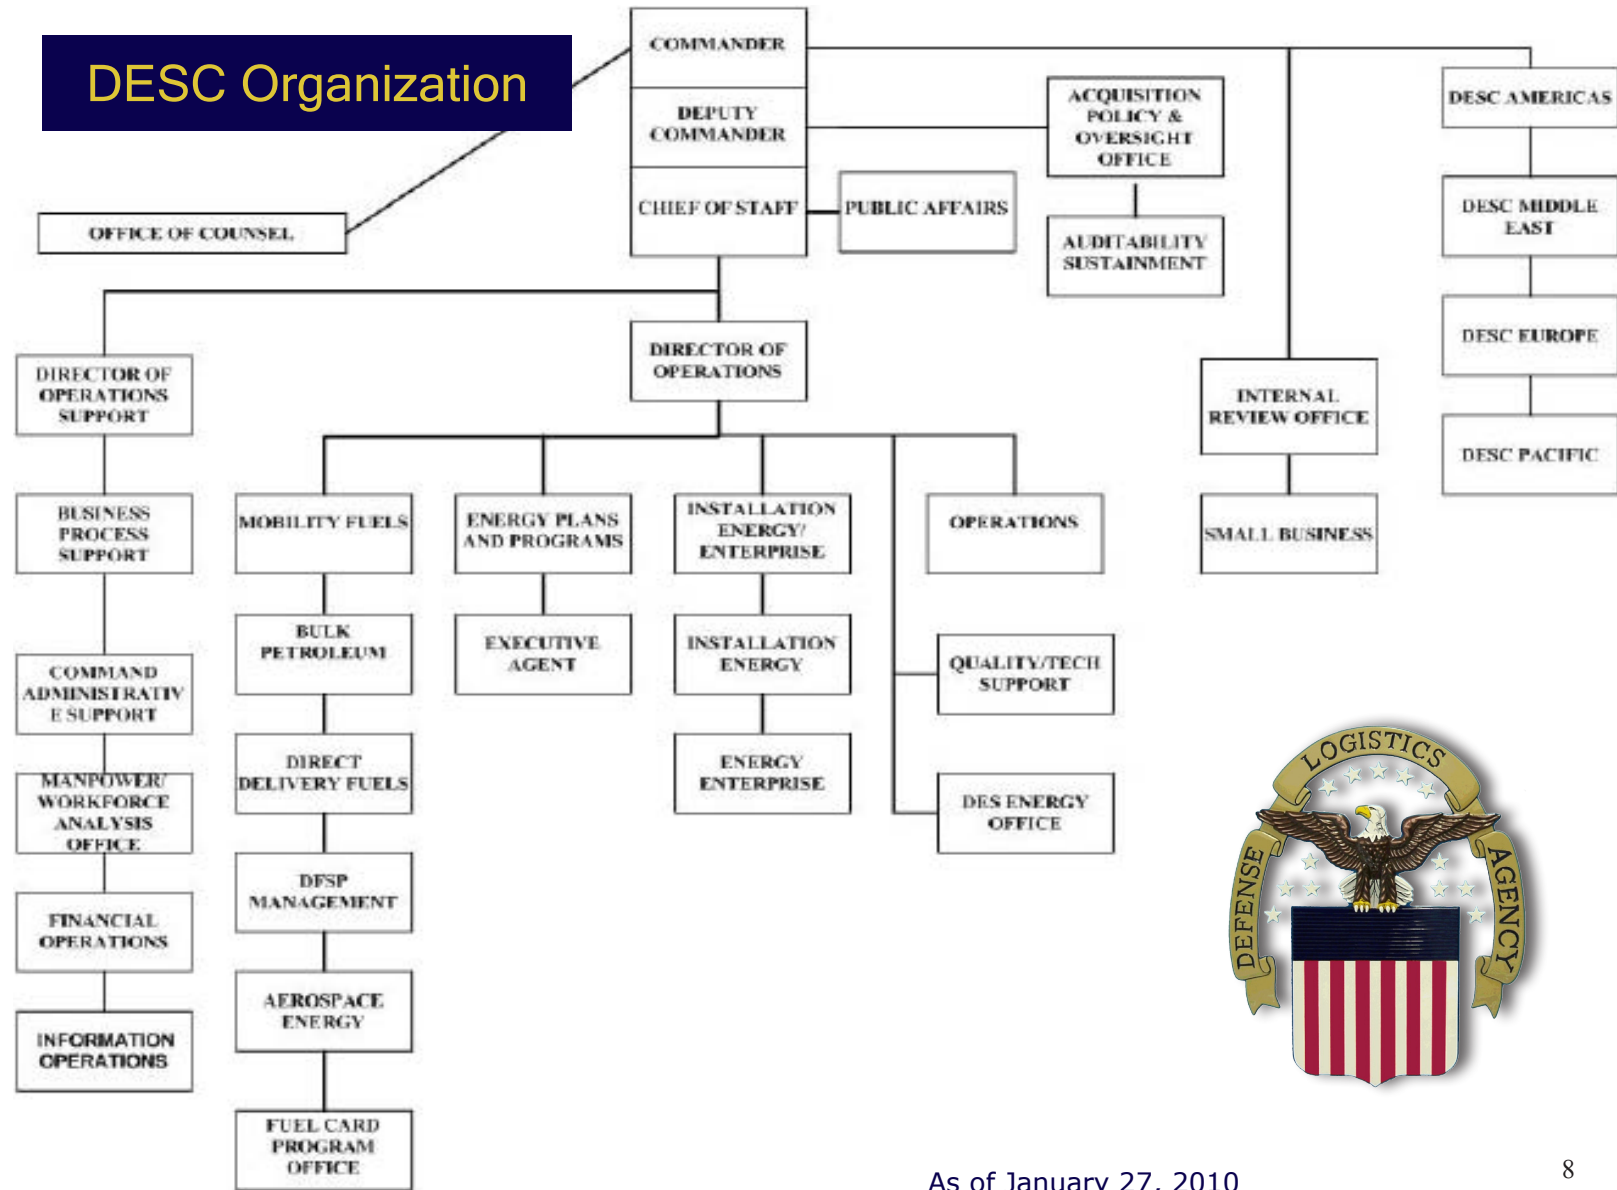 DESC Organization
COMMANDER
DEPUTY
COMMANDER
CHIEF OF STAFF
PUBLIC AFFAIRS
ACQUISITION
POLICY &
OVERSIGHT
OFFICE
AUDITABILITY
SUSTAINMENT
DESC AMERICAS
DESC MIDDLE
EAST
DESC EUROPE
DESC PACIFIC
OFFICE OF COUNSEL
DIRECTOR OF
OPERATIONS
INTERNAL
REVIEW OFFICE
SMALL BUSINESS
DIRECTOR OF
OPERATIONS
SUPPORT
BUSINESS
PROCESS
SUPPORT
COMMAND
ADMINISTRATIV
E SUPPORT
MANPOWER/
WORKFORCE
ANALYSIS
OFFICE
FINANCIAL
OPERATIONS
INFORMATION
OPERATIONS
MOBILITY FUELS
BULK
PETROLEUM
DIRECT
DELIVERY FUELS
DFSP
MANAGEMENT
AEROSPACE
ENERGY
FUEL CARD
PROGRAM
OFFICE
ENERGY PLANS
AND PROGRAMS
EXECUTIVE
AGENT
INSTALLATION
ENERGY/
ENTERPRISE
INSTALLATION
ENERGY
ENERGY
ENTERPRISE
OPERATIONS
QUALITY/TECH
SUPPORT
DES ENERGY
OFFICE
DEFENSE
LOGISTICS
AGENCY
As of January 27, 2010
8